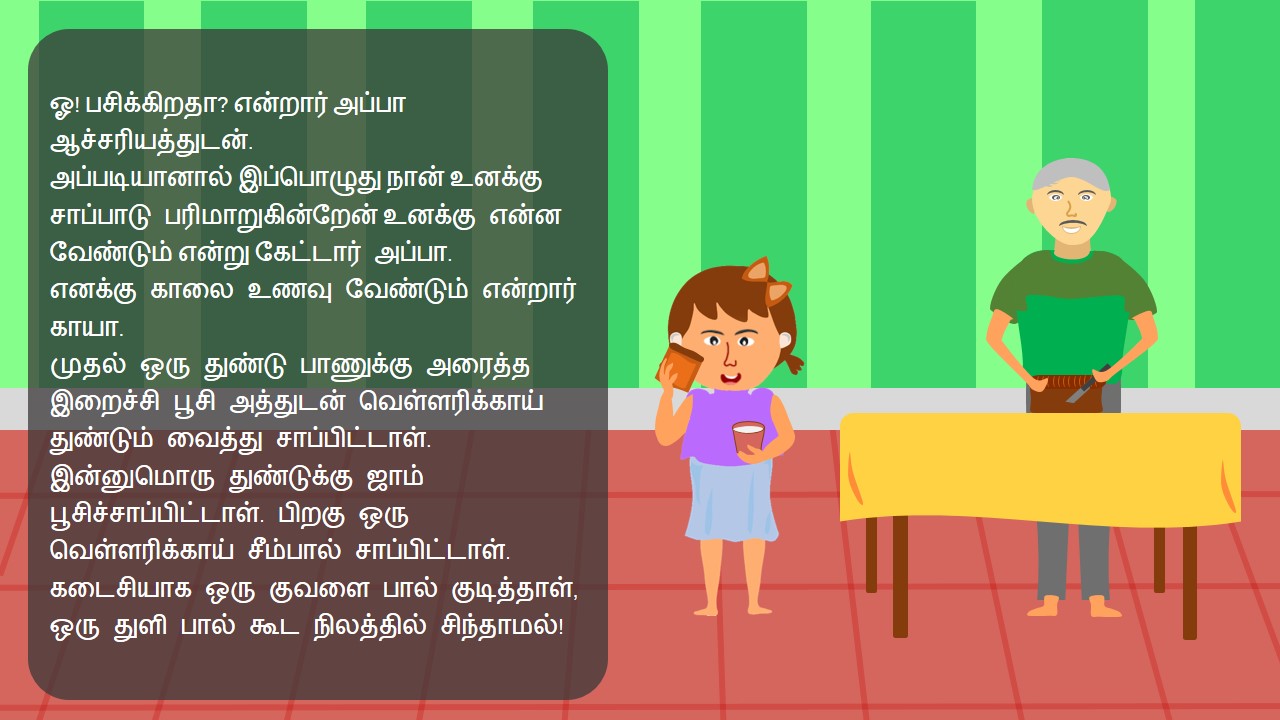 ஓ! பசிக்கிறதா? என்றார் அப்பா
ஆச்சரியத்துடன்.
அப்படியானால் இப்பொழுது நான் உனக்கு
சாப்பாடு பரிமாறுகின்றேன் உனக்கு என்ன
வேண்டும் என்று கேட்டார் அப்பா.
எனக்கு காலை உணவு வேண்டும் என்றார்
காயா.
முதல் ஒரு துண்டு பாணுக்கு அரைத்த
இறைச்சி பூசி அத்துடன் வெள்ளரிக்காய்
துண்டும் வைத்து சாப்பிட்டாள்.
இன்னுமொரு துண்டுக்கு ஜாம்
பூசிச்சாப்பிட்டாள். பிறகு ஒரு
வெள்ளரிக்காய் சீம்பால் சாப்பிட்டாள்.
கடைசியாக ஒரு குவளை பால் குடித்தாள்,
ஒரு துளி பால் கூட நிலத்தில் சிந்தாமல்!